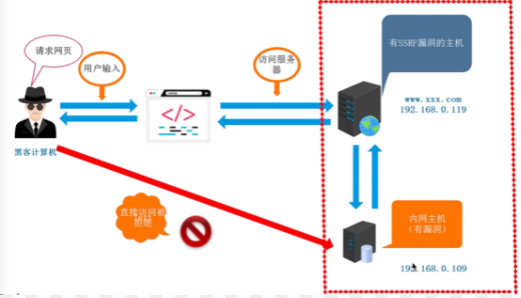 请求网页
用户输入
访问服务
器
有SSRF漏洞的主机
</>
www.xxx.com
192.168.0.119
黑客计算机
直接访问被
拒绝
内网主机
(有漏洞)
192.168.0.109